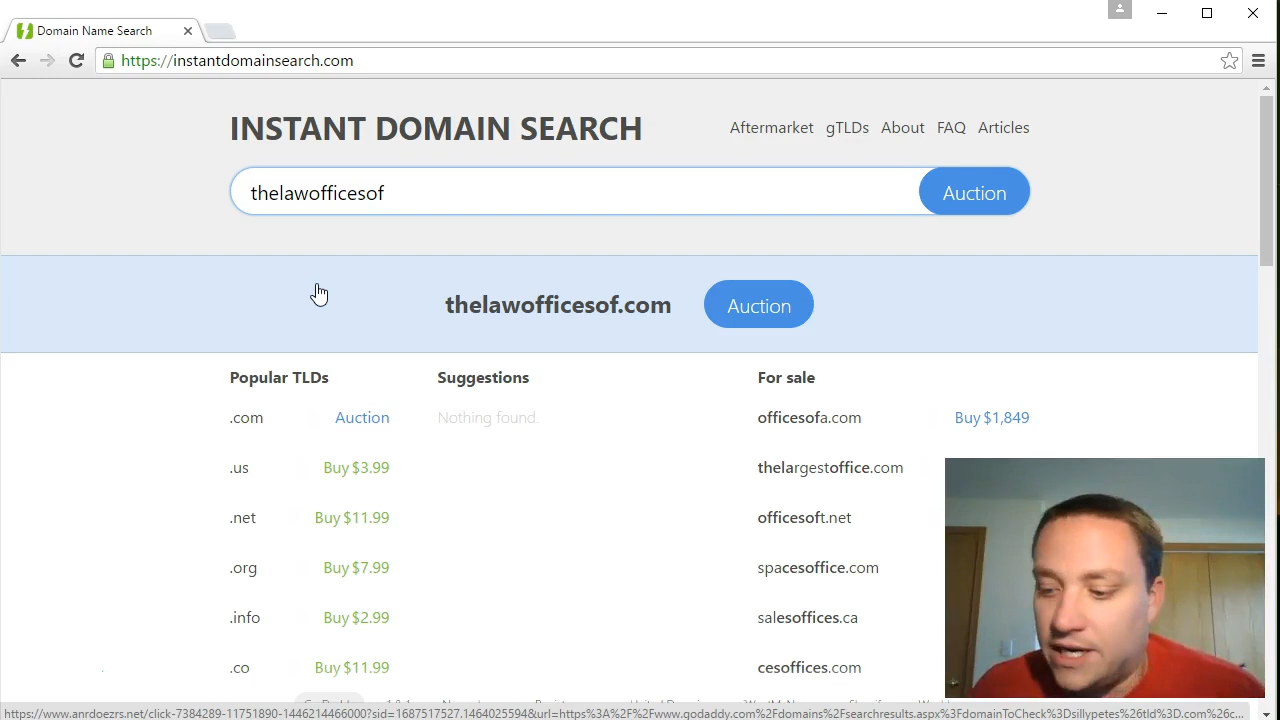 Domain Name Search
https://instantdomainsearch.com
INSTANT DOMAIN SEARCH
Aftermarket gTLDs About FAQ Articles
thelawofficesof
Auction
thelawofficesof.com
Auction
Popular TLDs Suggestions For sale
.com Auction Nothing found. officesofa.com Buy $1,849
.us Buy $3.99 thelargestoffice.com
.net Buy $11.99 officesoft.net
.org Buy $7.99 spacesoffice.com
.info Buy $2.99 salesoffices.ca
.co Buy $11.99 cesoffices.com